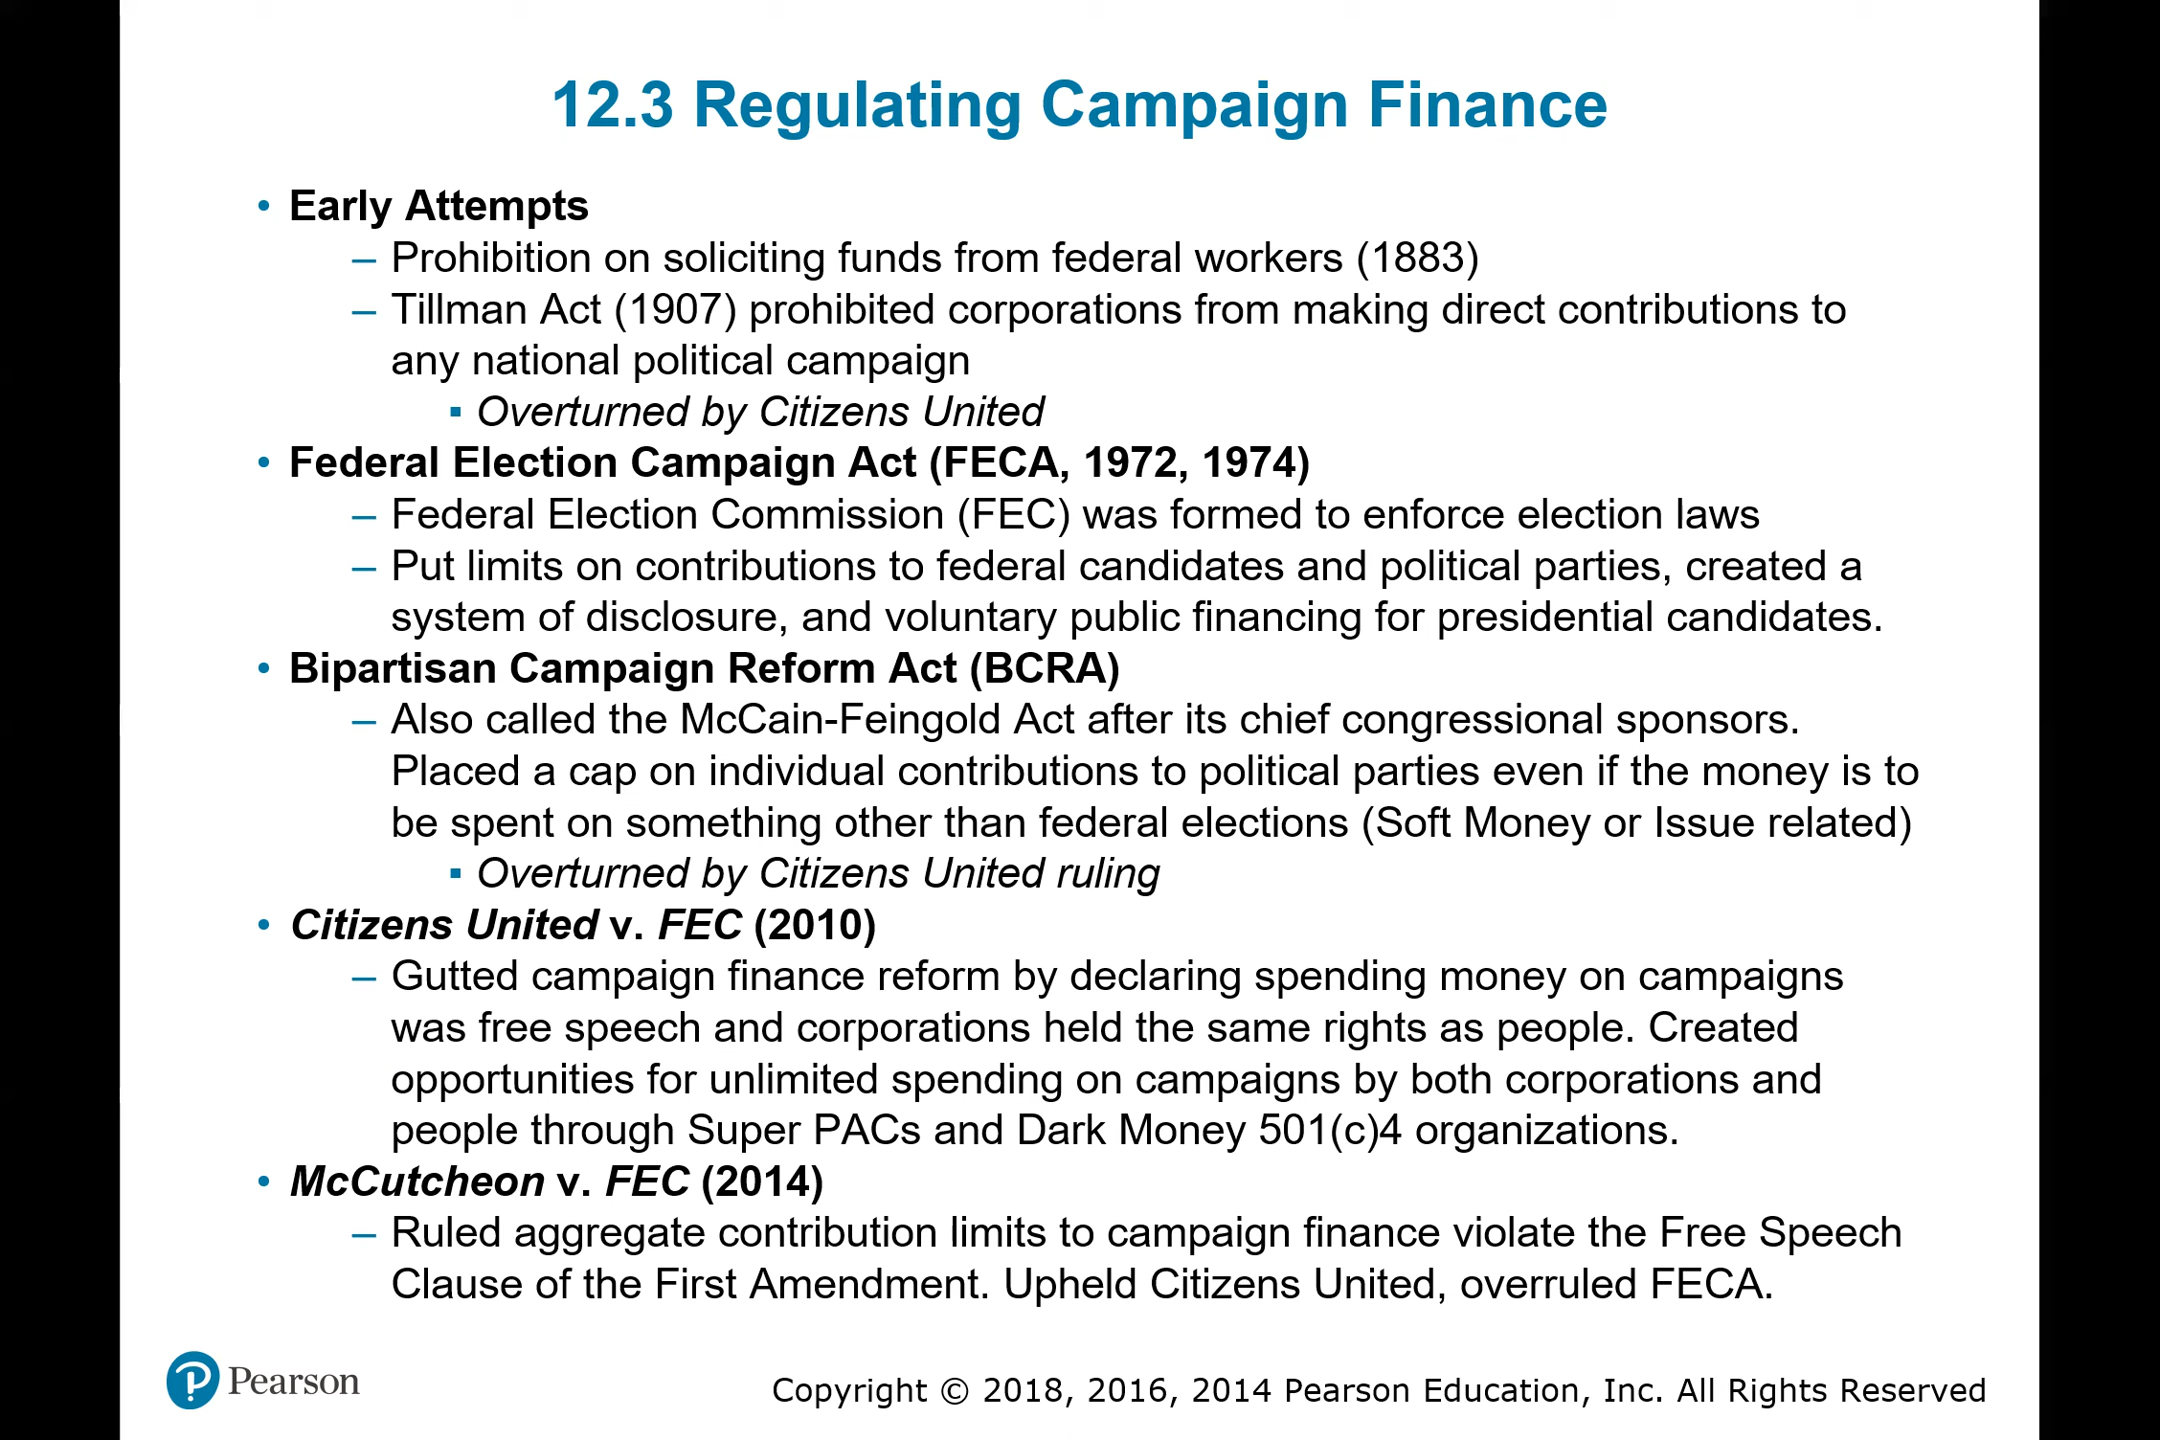 12.3 Regulating Campaign Finance
• Early Attempts
– Prohibition on soliciting funds from federal workers (1883)
– Tillman Act (1907) prohibited corporations from making direct contributions to
any national political campaign
▪ Overturned by Citizens United
• Federal Election Campaign Act (FECA, 1972, 1974)
– Federal Election Commission (FEC) was formed to enforce election laws
– Put limits on contributions to federal candidates and political parties, created a
system of disclosure, and voluntary public financing for presidential candidates.
• Bipartisan Campaign Reform Act (BCRA)
– Also called the McCain-Feingold Act after its chief congressional sponsors.
Placed a cap on individual contributions to political parties even if the money is to
be spent on something other than federal elections (Soft Money or Issue related)
▪ Overturned by Citizens United ruling
• Citizens United v. FEC (2010)
– Gutted campaign finance reform by declaring spending money on campaigns
was free speech and corporations held the same rights as people. Created
opportunities for unlimited spending on campaigns by both corporations and
people through Super PACs and Dark Money 501(c)4 organizations.
• McCutcheon v. FEC (2014)
– Ruled aggregate contribution limits to campaign finance violate the Free Speech
Clause of the First Amendment. Upheld Citizens United, overruled FECA.
Pearson
Copyright © 2018, 2016, 2014 Pearson Education, Inc. All Rights Reserved